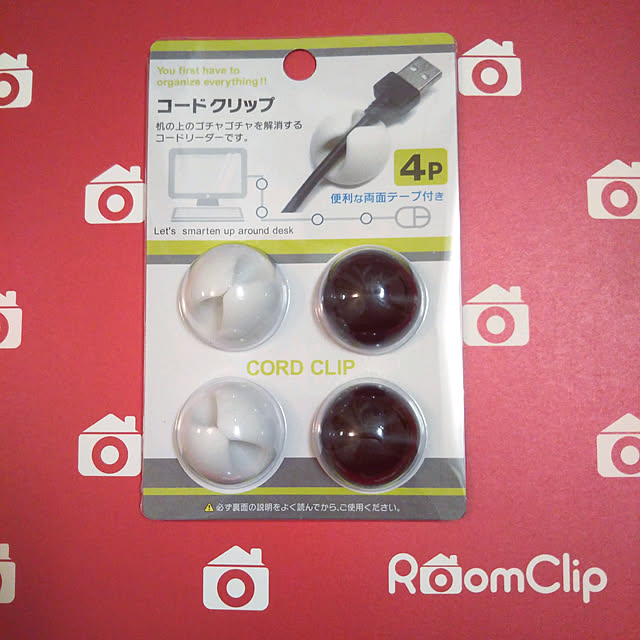 You first have to
organize everything!!
コードクリップ
机の上のゴチャゴチャを解消する
コードリーダーです。
4P
便利な両面テープ付き
Let's smarten up around desk
CORD CLIP
⚠必ず裏面の説明をよく読んでから、ご使用ください。
RoomClip